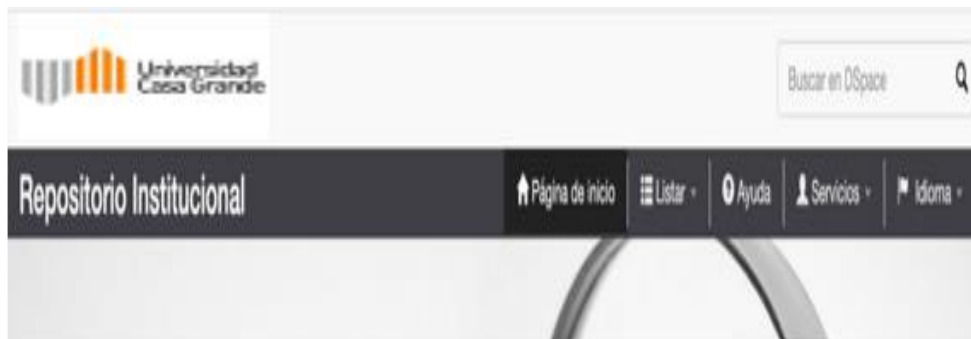 Universidad
Casa Grande
Buscar en DSpace
Repositorio Institucional
Página de inicio
Listar
Ayuda
Servicios
Idioma